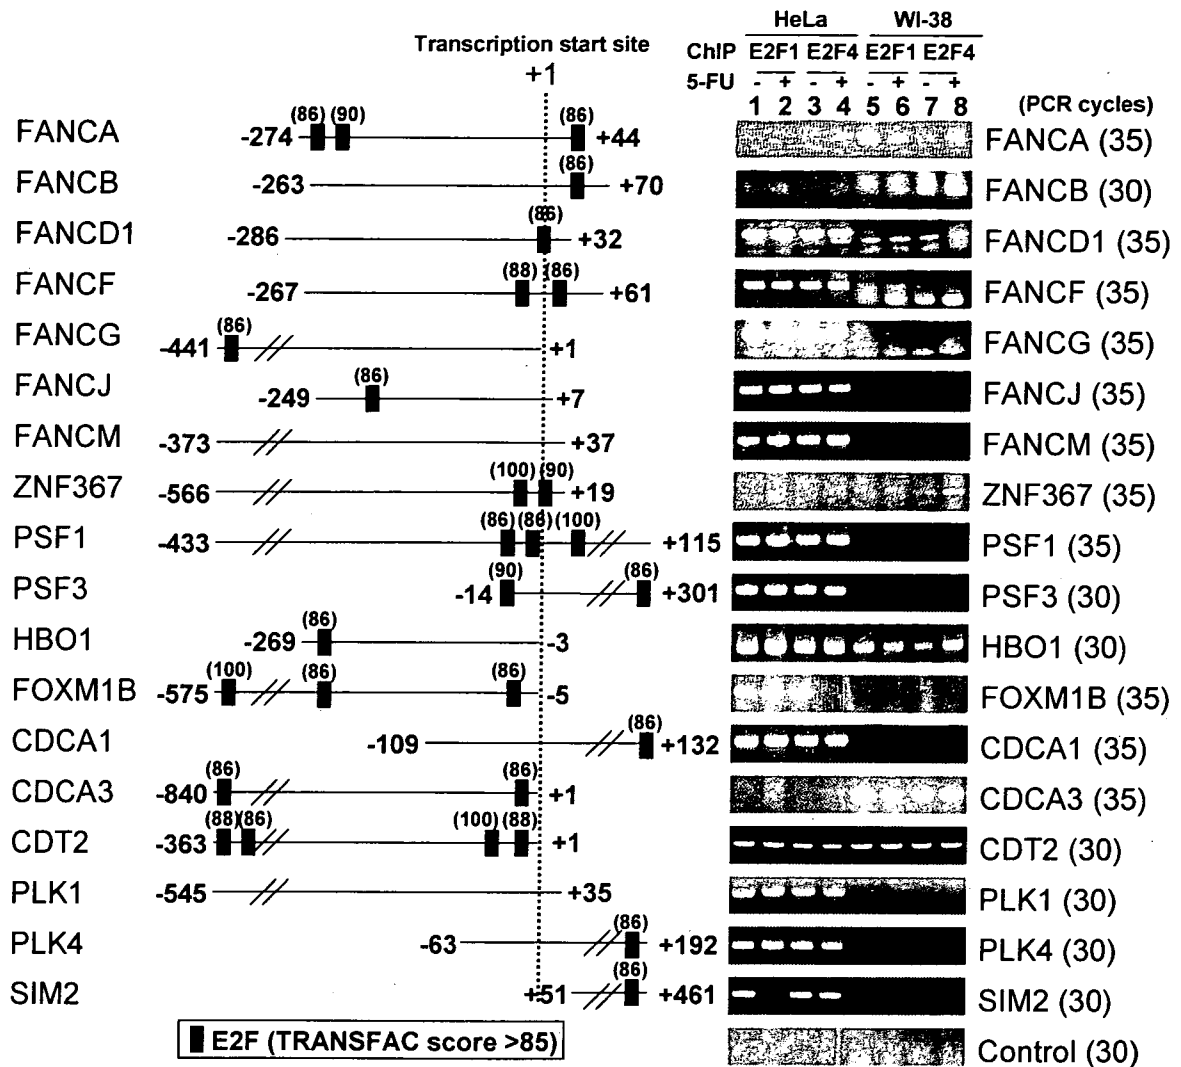 HeLa WI-38
Transcription start site ChIP E2F1 E2F4 E2F1 E2F4
+1 5-FU - + - + - + - +
1 2 3 4 5 6 7 8 (PCR cycles)
(86) (90) (86)
FANCA -274 +44 FANCA (35)
(86)
FANCB -263 +70 FANCB (30)
(86)
FANCD1 -286 +32 FANCD1 (35)
(88) (86)
FANCF -267 +61 FANCF (35)
(86)
FANCG -441 +1 FANCG (35)
(86)
FANCJ -249 +7 FANCJ (35)
FANCM -373 +37 FANCM (35)
(100) (90)
ZNF367 -566 +19 ZNF367 (35)
(86) (86) (100)
PSF1 -433 +115 PSF1 (35)
(90) (86)
PSF3 -14 +301 PSF3 (30)
(86)
HBO1 -269 -3 HBO1 (30)
(100) (86) (86)
FOXM1B -575 -5 FOXM1B (35)
(86)
CDCA1 -109 +132 CDCA1 (35)
(86) (86)
CDCA3 -840 +1 CDCA3 (35)
(88) (86) (100) (88)
CDT2 -363 +1 CDT2 (30)
PLK1 -545 +35 PLK1 (30)
(86)
PLK4 -63 +192 PLK4 (30)
(86)
SIM2 +51 +461 SIM2 (30)
E2F (TRANSFAC score >85) Control (30)